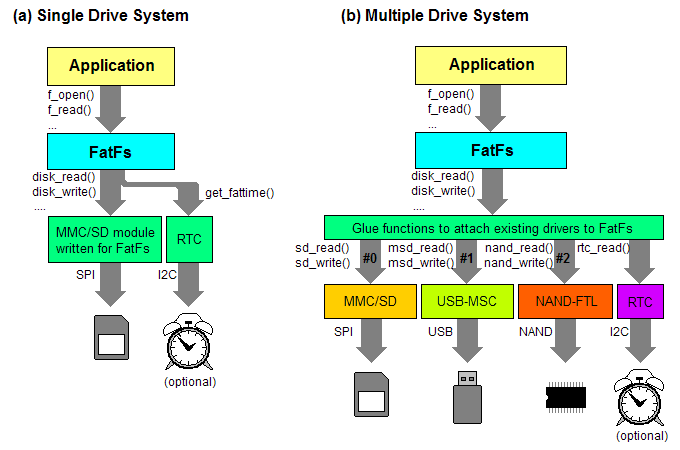 (a) Single Drive System
Application
f_open()
f_read()
...
FatFs
disk_read()
disk_write()
....
get_fattime()
MMC/SD module
written for FatFs
RTC
SPI
I2C
(optional)
(b) Multiple Drive System
Application
f_open()
f_read()
...
FatFs
disk_read()
disk_write()
....
Glue functions to attach existing drivers to FatFs
sd_read()
sd_write()
#0
msd_read()
msd_write()
#1
nand_read()
nand_write()
#2
rtc_read()
MMC/SD
USB-MSC
NAND-FTL
RTC
SPI
USB
NAND
I2C
(optional)